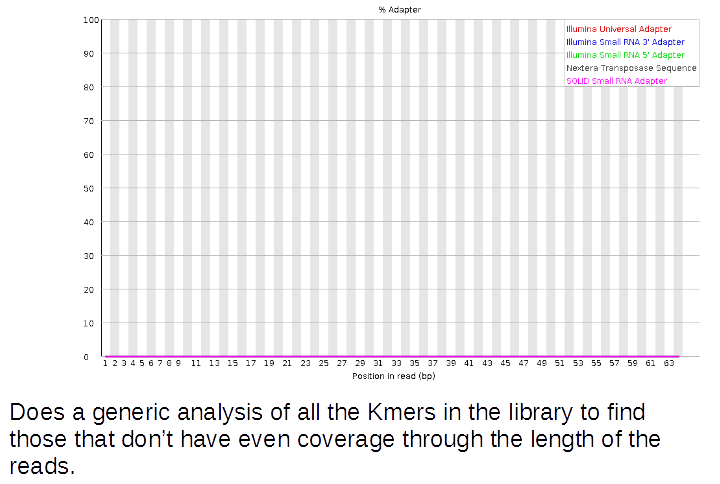 % Adapter
100
Illumina Universal Adapter
Illumina Small RNA 3' Adapter
Illumina Small RNA 5' Adapter
Nextera Transposase Sequence
SOLID Small RNA Adapter
90
80
70
60
50
40
30
20
10
0
1 2 3 4 5 6 7 8 9 11 13 15 17 19 21 23 25 27 29 31 33 35 37 39 41 43 45 47 49 51 53 55 57 59 61 63
Position in read (bp)
Does a generic analysis of all the Kmers in the library to find
those that don’t have even coverage through the length of the
reads.